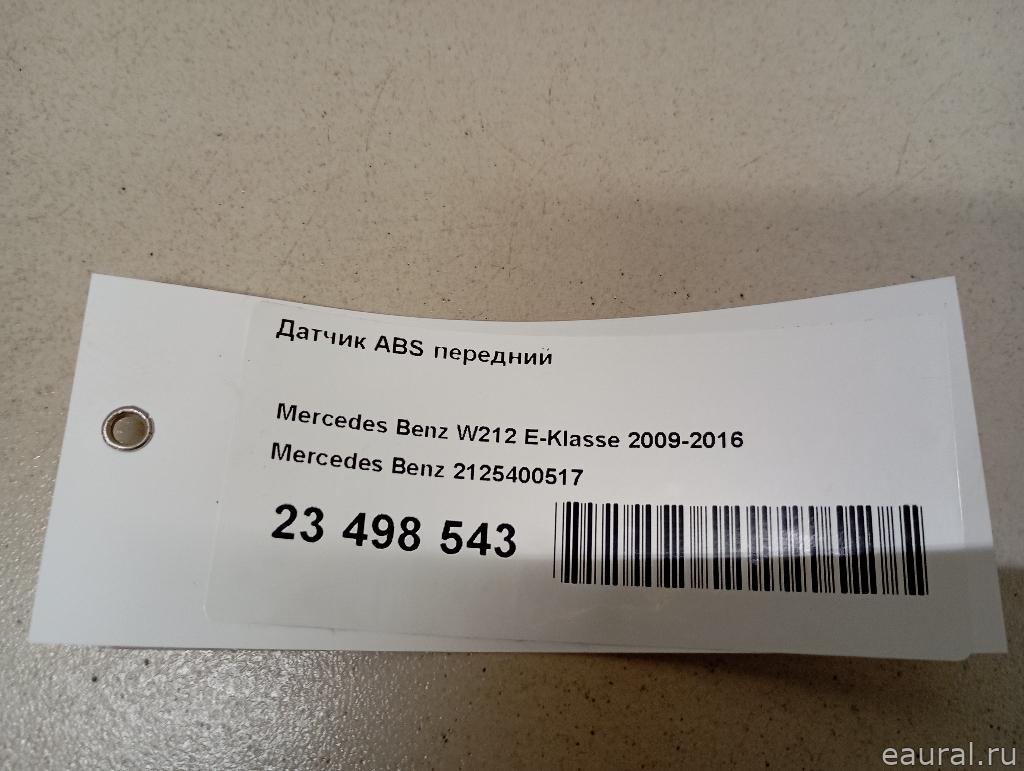 Датчик ABS передний
Mercedes Benz W212 E-Klasse 2009-2016
Mercedes Benz 2125400517
23 498 543
eaural.ru